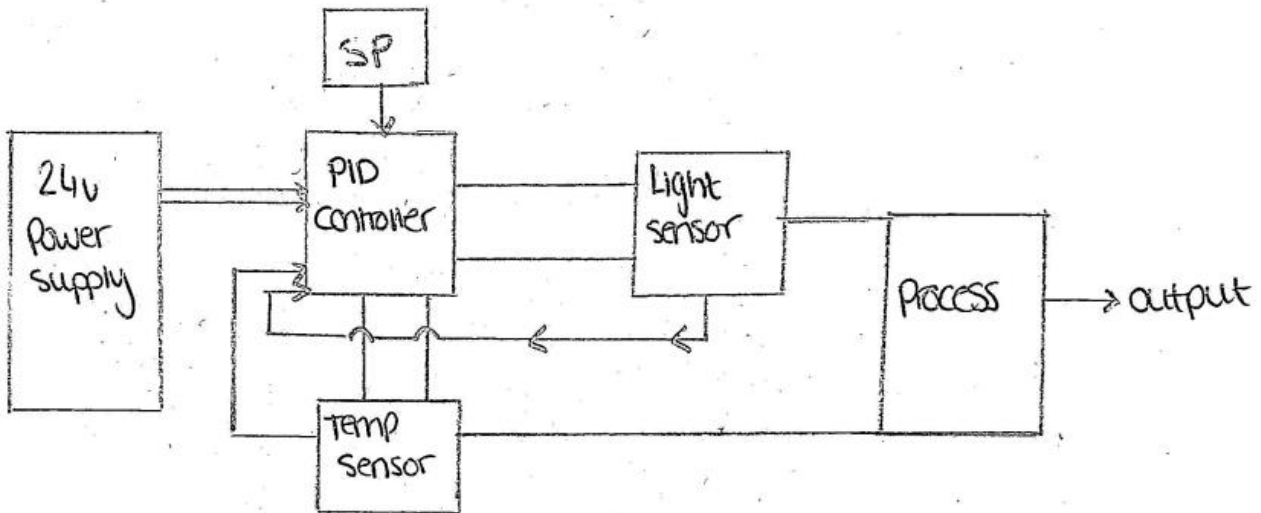 SP
24v
Power
supply
PID
controller
Light
sensor
Process
output
Temp
sensor